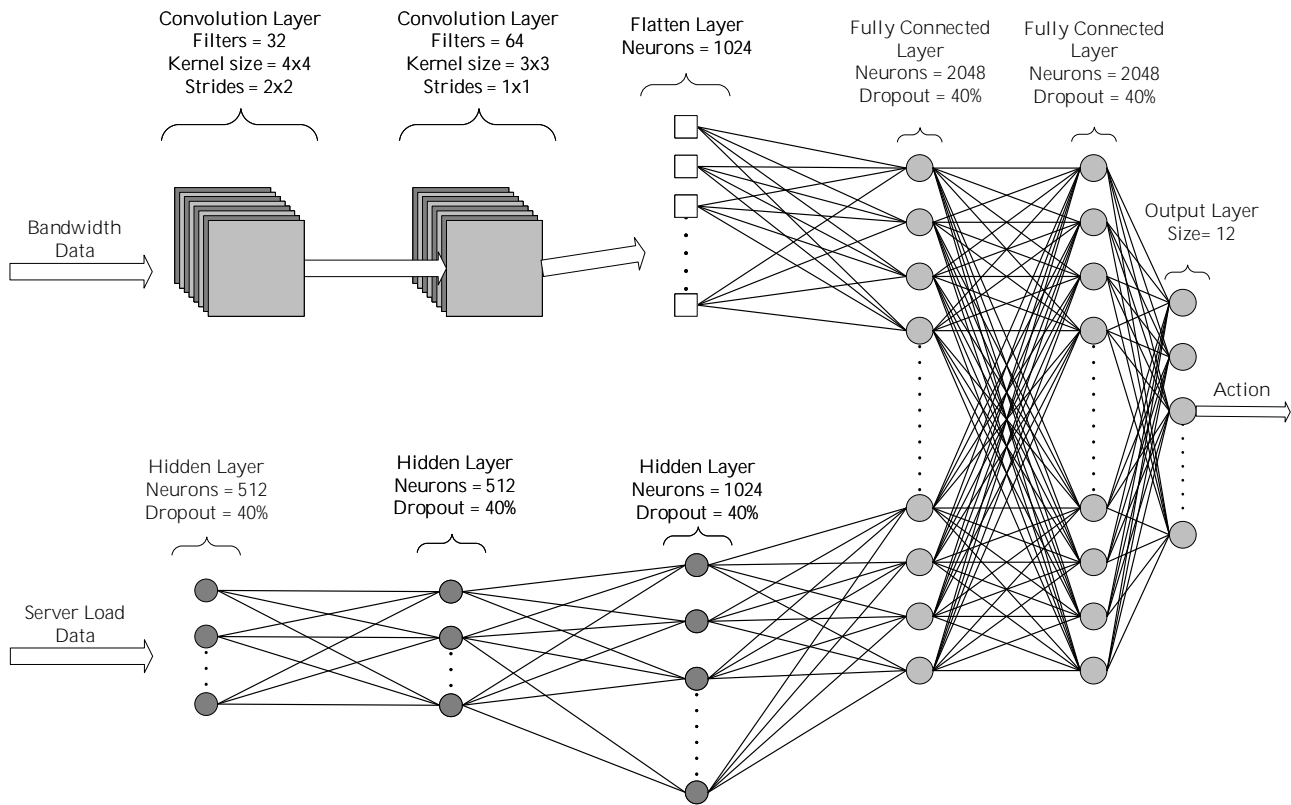 Convolution Layer
Filters = 32
Kernel size = 4x4
Strides = 2x2
Convolution Layer
Filters = 64
Kernel size = 3x3
Strides = 1x1
Flatten Layer
Neurons = 1024
Fully Connected
Layer
Neurons = 2048
Dropout = 40%
Fully Connected
Layer
Neurons = 2048
Dropout = 40%
Output Layer
Size= 12
Bandwidth
Data
Action
Hidden Layer
Neurons = 512
Dropout = 40%
Hidden Layer
Neurons = 512
Dropout = 40%
Hidden Layer
Neurons = 1024
Dropout = 40%
Server Load
Data